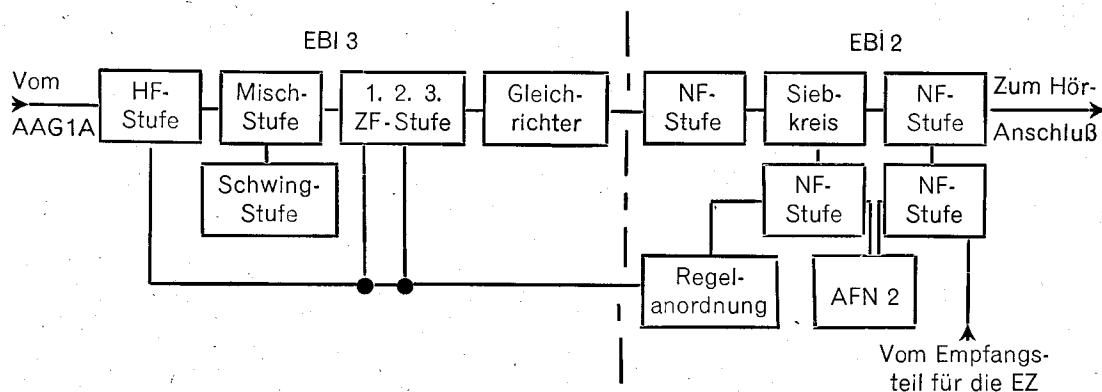 EBI 3
EBI 2
Vom
AAG1A
HF-
Stufe
Misch-
Stufe
1. 2. 3.
ZF-Stufe
Gleich-
richter
NF-
Stufe
Sieb-
kreis
NF-
Stufe
Zum Hör-
Anschluß
Schwing-
Stufe
NF-
Stufe
NF-
Stufe
Regel-
anordnung
AFN 2
Vom Empfangs-
teil für die EZ